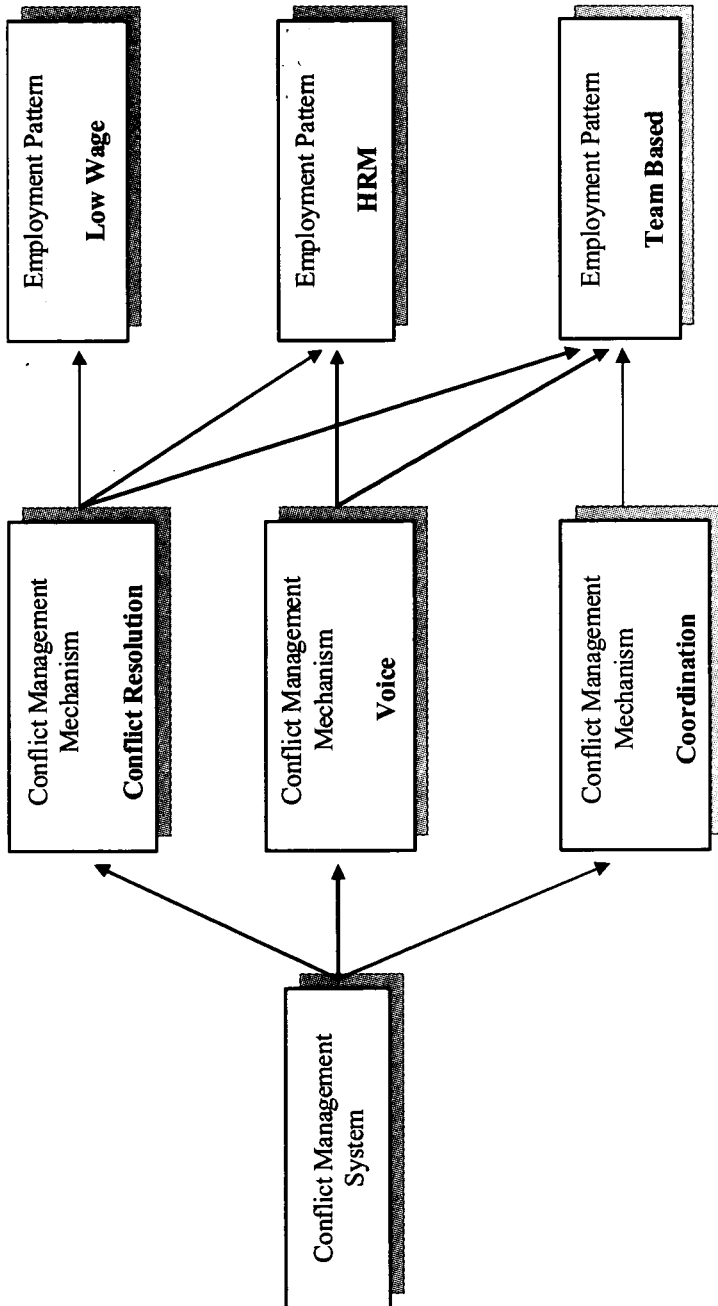 Conflict Management
System
Conflict Management
Mechanism
Conflict Resolution
Conflict Management
Mechanism
Voice
Conflict Management
Mechanism
Coordination
Employment Pattern
Low Wage
Employment Pattern
HRM
Employment Pattern
Team Based